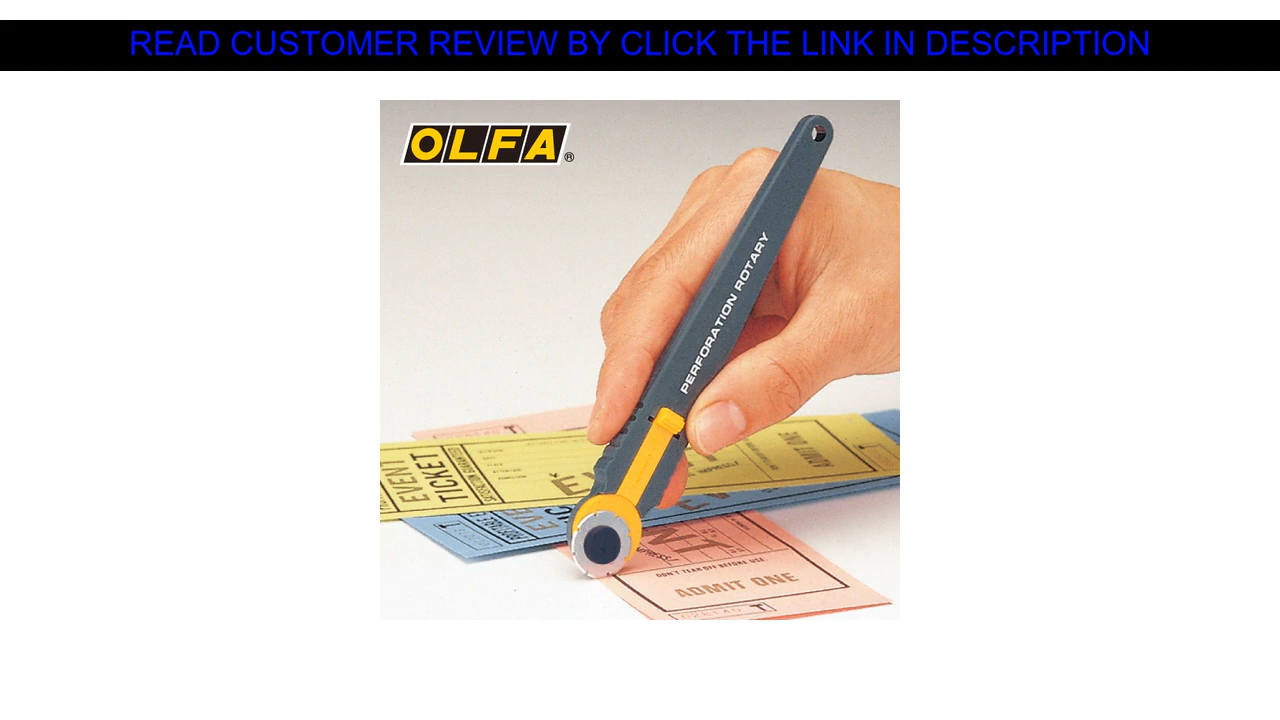 READ CUSTOMER REVIEW BY CLICK THE LINK IN DESCRIPTION
OLFA®
PERFORATION ROTARY
EVENT
TICKET
ADMIT ONE
DON'T TEAR OFF BEFORE USE.
ADMIT ONE